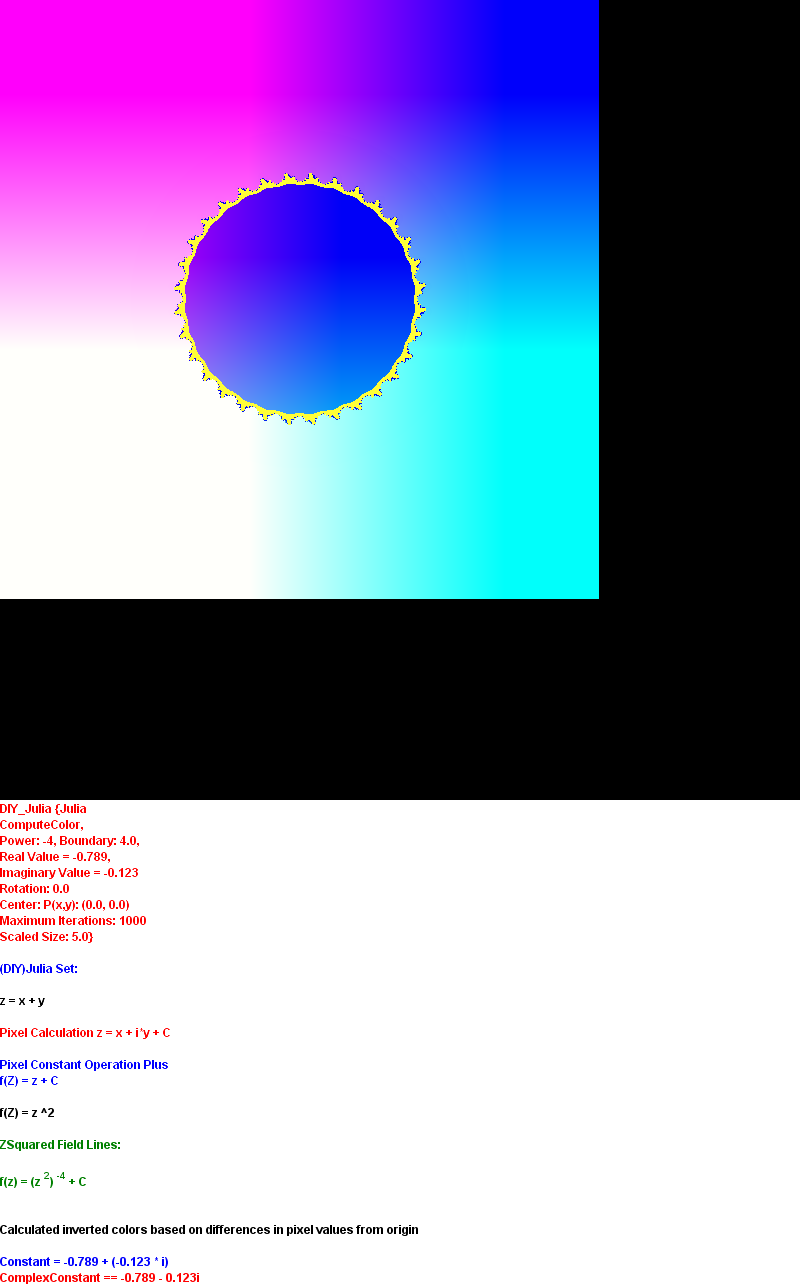 DIY_Julia {Julia
ComputeColor,
Power: -4, Boundary: 4.0,
Real Value = -0.789,
Imaginary Value = -0.123
Rotation: 0.0
Center: P(x,y): (0.0, 0.0)
Maximum Iterations: 1000
Scaled Size: 5.0}
(DIY)Julia Set:
z = x + y
Pixel Calculation z = x + i*y + C
Pixel Constant Operation Plus
f(Z) = z + C
f(Z) = z ^2
ZSquared Field Lines:
f(z) = (z ²) ⁻⁴ + C
Calculated inverted colors based on differences in pixel values from origin
Constant = -0.789 + (-0.123 * i)
ComplexConstant == -0.789 - 0.123i